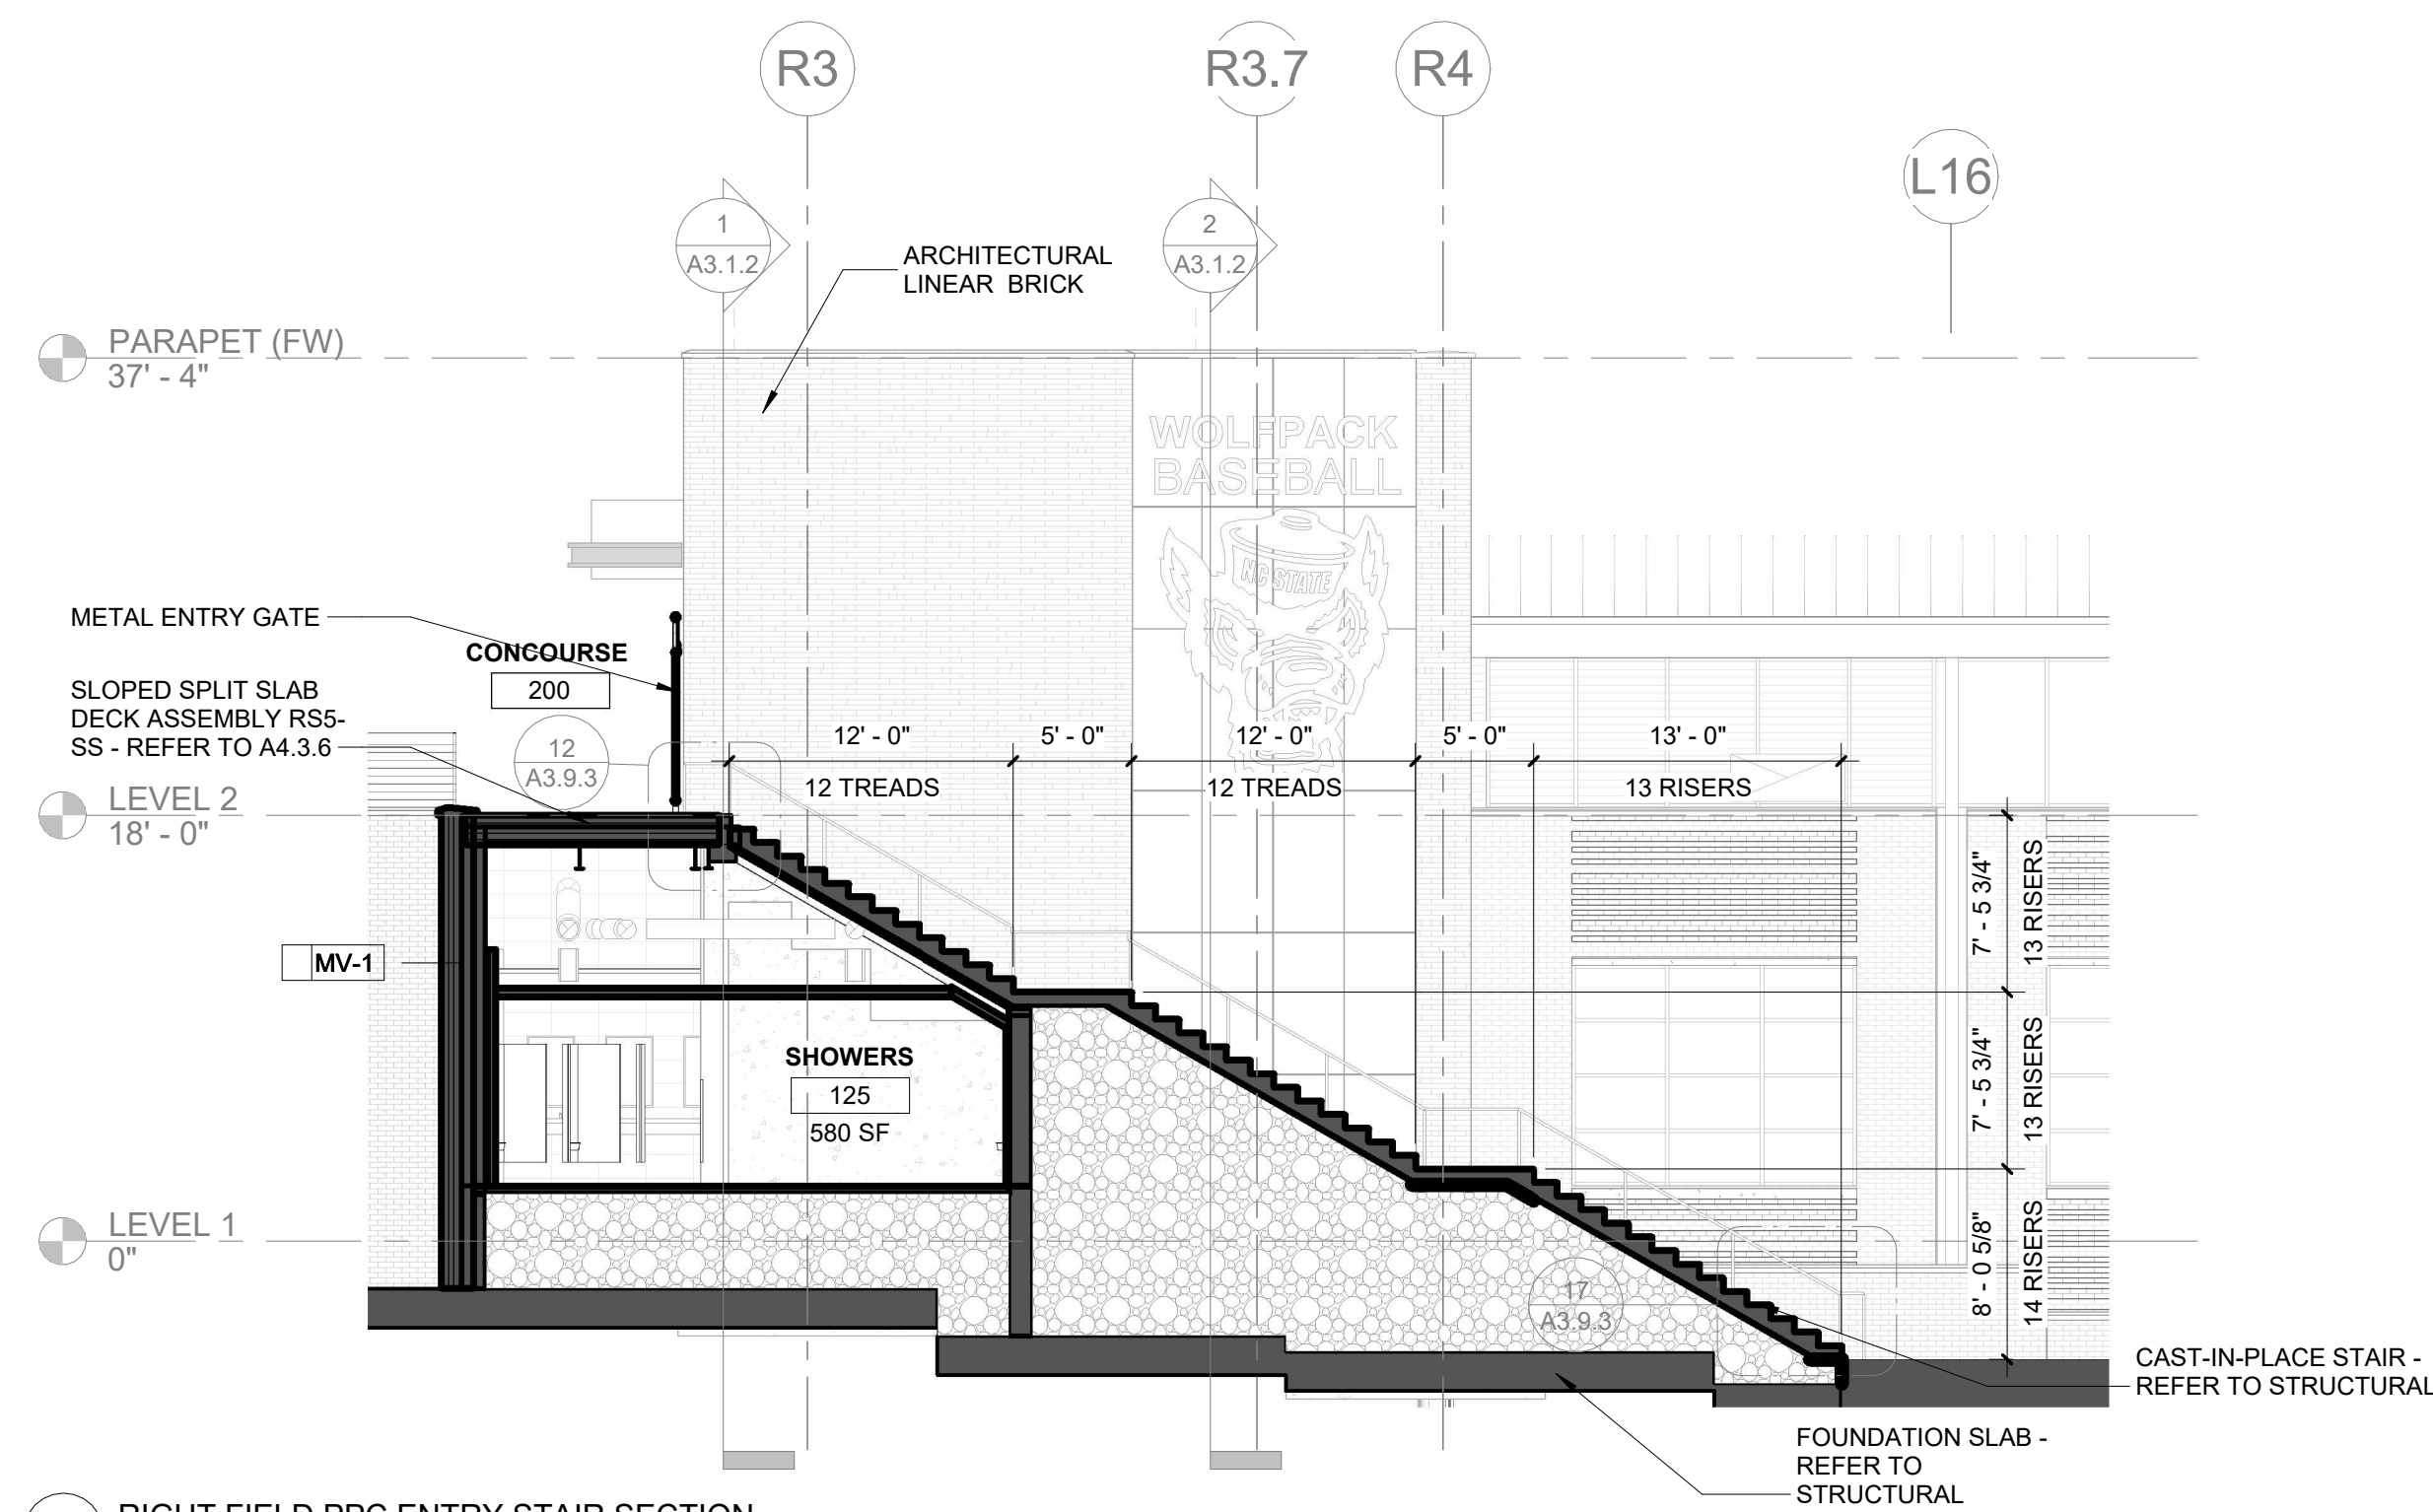 R3
R3.7
R4
L16
1
A3.1.2
2
A3.1.2
ARCHITECTURAL
LINEAR BRICK
PARAPET (FW)
37' - 4"
WOLFPACK
BASEBALL
NC STATE
METAL ENTRY GATE
CONCOURSE
200
SLOPED SPLIT SLAB
DECK ASSEMBLY RS5-
SS - REFER TO A4.3.6
12
A3.9.3
12' - 0"
5' - 0"
12' - 0"
5' - 0"
13' - 0"
12 TREADS
12 TREADS
13 RISERS
LEVEL 2
18' - 0"
7' - 5 3/4"
13 RISERS
MV-1
7' - 5 3/4"
13 RISERS
SHOWERS
125
580 SF
LEVEL 1
0"
8' - 0 5/8"
14 RISERS
17
A3.9.3
CAST-IN-PLACE STAIR -
REFER TO STRUCTURAL
FOUNDATION SLAB -
REFER TO
STRUCTURAL